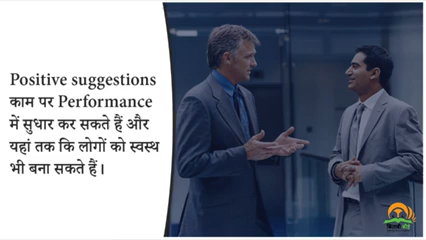 Positive suggestions
काम पर Performance
में सुधार कर सकते हैं और
यहां तक कि लोगों को स्वस्थ
भी बना सकते हैं।